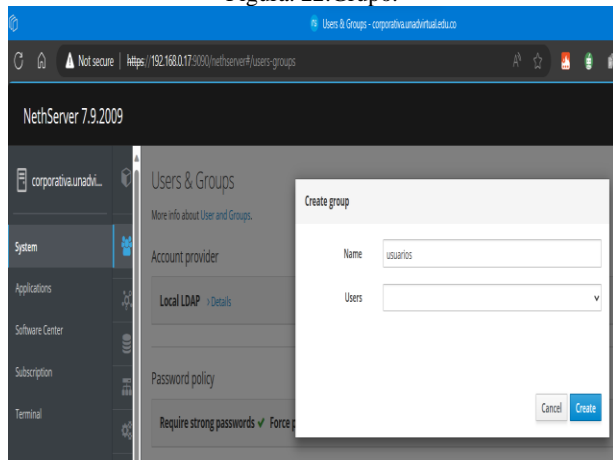 Figura. 22.Grupo.
Users & Groups - corporativa.unadvirtual.edu.co
Not secure | https://192.168.0.17:9090/nethserver#/users-groups
NethServer 7.9.2009
corporativa.unadvi...
System
Applications
Software Center
Subscription
Terminal
Users & Groups
More info about User and Groups.
Account provider
Local LDAP > Details
Password policy
Require strong passwords ✔ Force p
Create group
Name usuarios
Users
Cancel Create